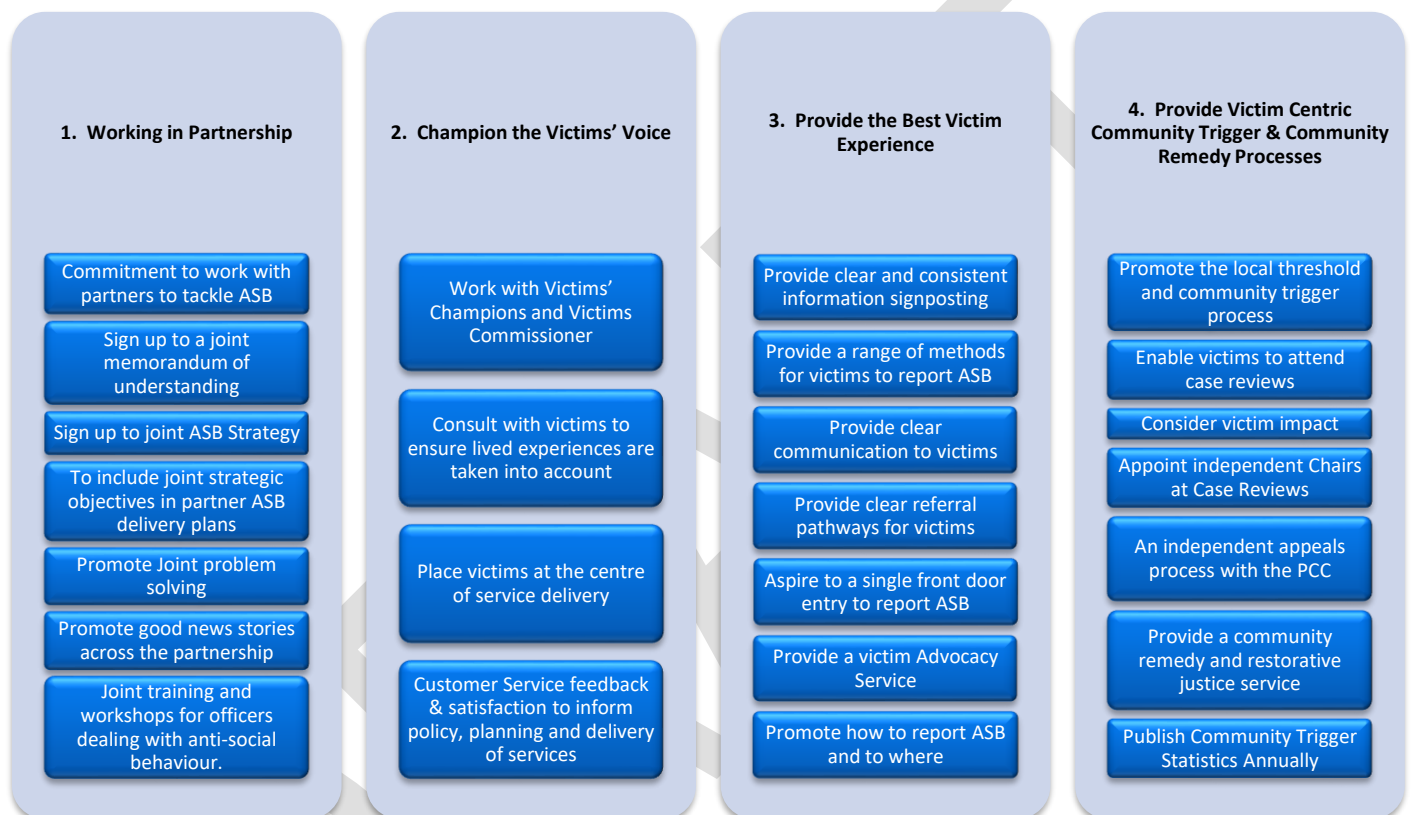 1. Working in Partnership
Commitment to work with
partners to tackle ASB
Sign up to a joint
memorandum of
understanding
Sign up to joint ASB Strategy
To include joint strategic
objectives in partner ASB
delivery plans
Promote Joint problem
solving
Promote good news stories
across the partnership
Joint training and
workshops for officers
dealing with anti-social
behaviour.
2. Champion the Victims’ Voice
Work with Victims’
Champions and Victims
Commissioner
Consult with victims to
ensure lived experiences are
taken into account
Place victims at the centre
of service delivery
Customer Service feedback
& satisfaction to inform
policy, planning and delivery
of services
3. Provide the Best Victim
Experience
Provide clear and consistent
information signposting
Provide a range of methods
for victims to report ASB
Provide clear
communication to victims
Provide clear referral
pathways for victims
Aspire to a single front door
entry to report ASB
Provide a victim Advocacy
Service
Promote how to report ASB
and to where
4. Provide Victim Centric
Community Trigger & Community
Remedy Processes
Promote the local threshold
and community trigger
process
Enable victims to attend
case reviews
Consider victim impact
Appoint independent Chairs
at Case Reviews
An independent appeals
process with the PCC
Provide a community
remedy and restorative
justice service
Publish Community Trigger
Statistics Annually